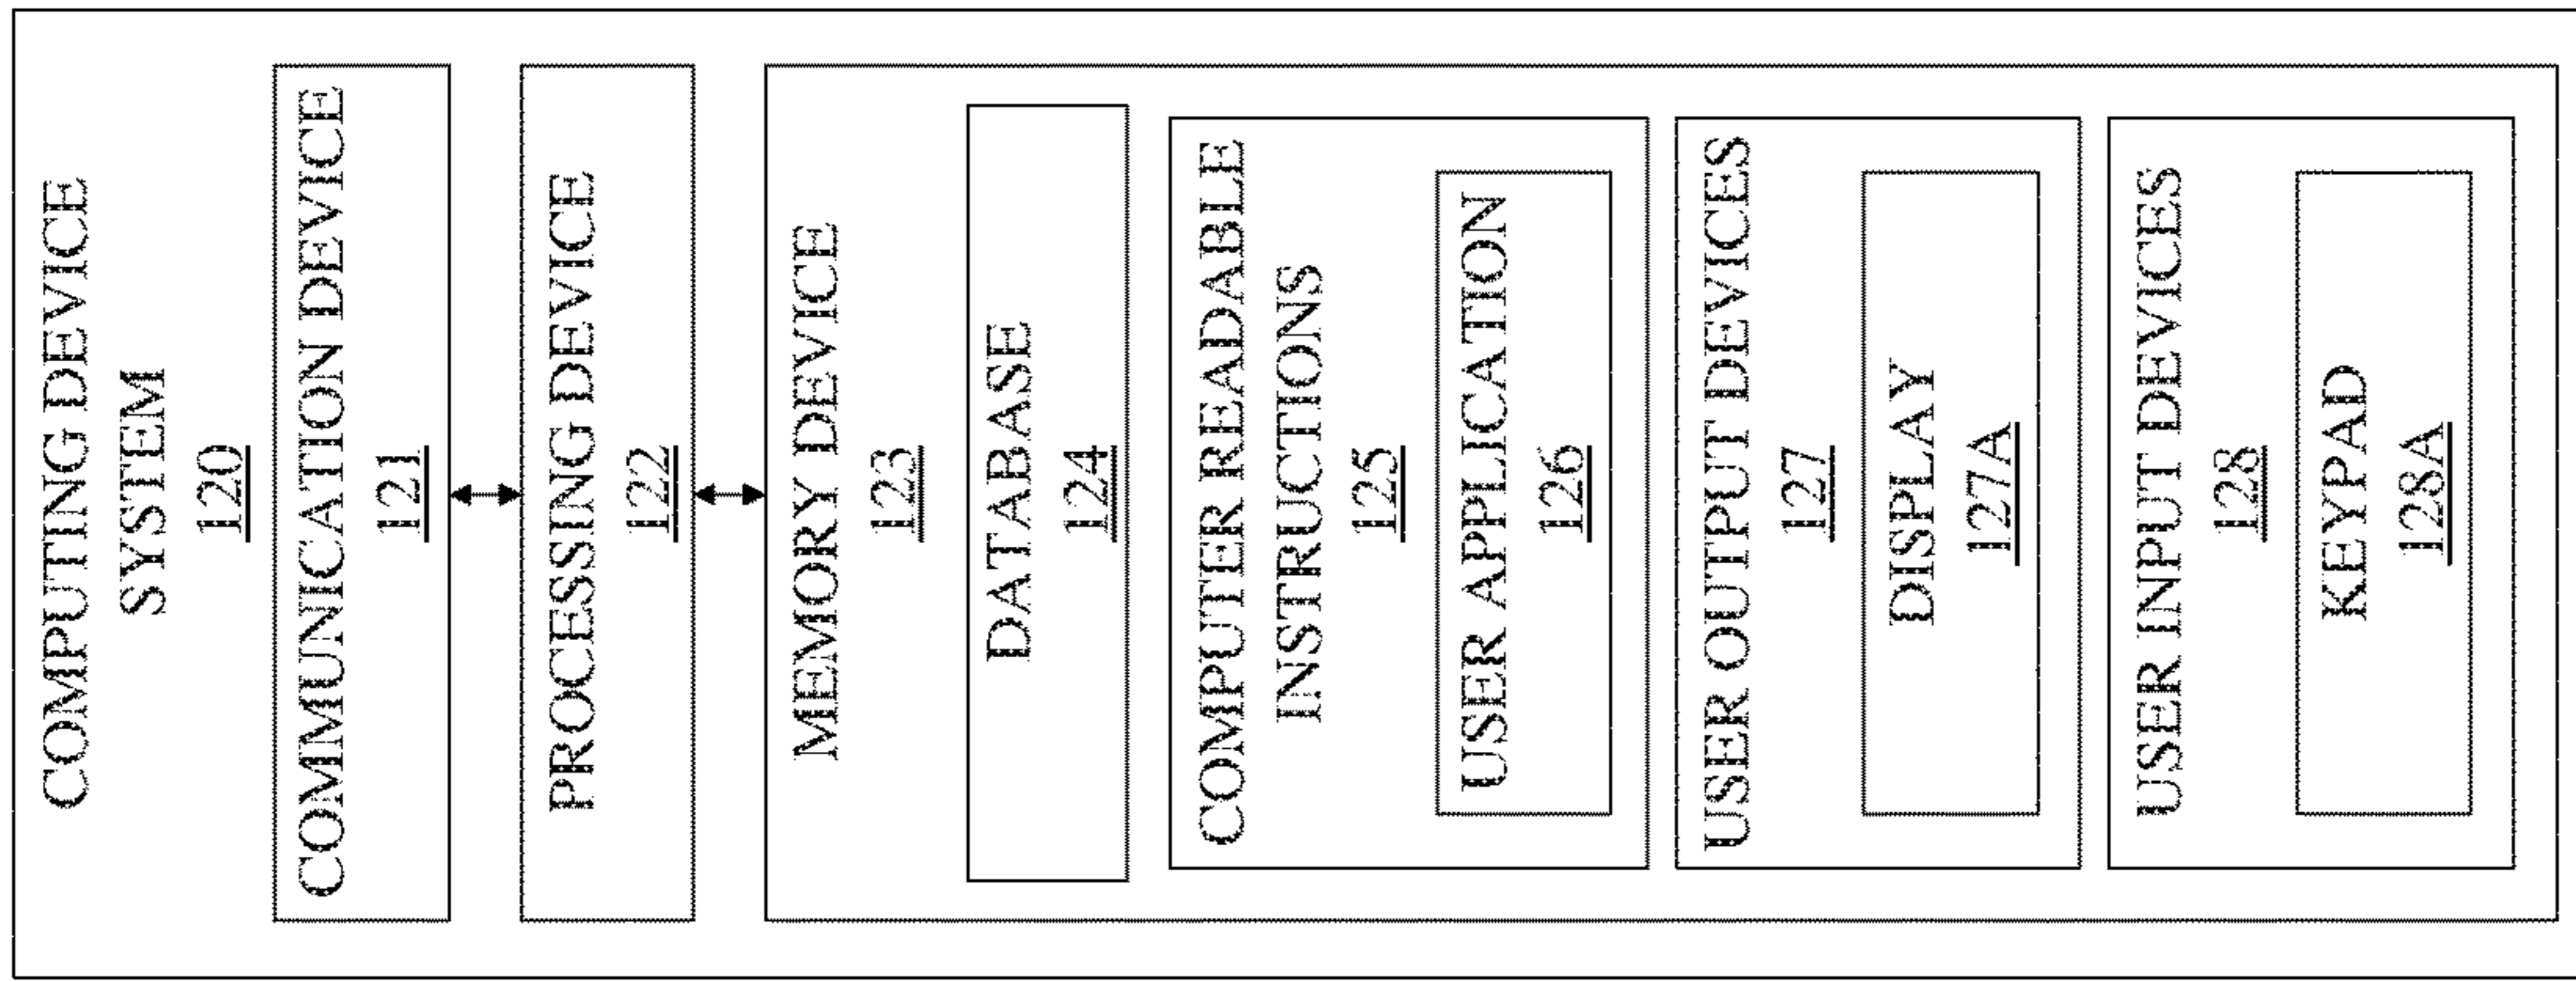 COMPUTING DEVICE
SYSTEM
120
COMMUNICATION DEVICE
121
PROCESSING DEVICE
122
MEMORY DEVICE
123
DATABASE
124
COMPUTER READABLE
INSTRUCTIONS
125
USER APPLICATION
126
USER OUTPUT DEVICES
127
DISPLAY
127A
USER INPUT DEVICES
128
KEYPAD
128A